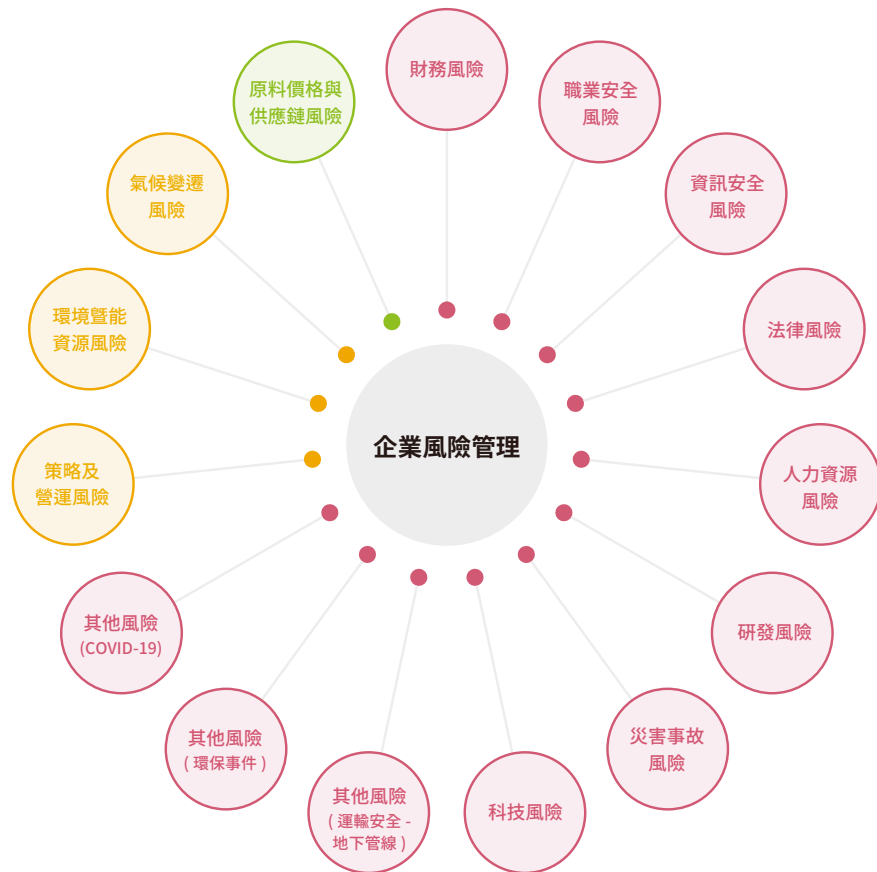 財務風險
職業安全
風險
資訊安全
風險
法律風險
人力資源
風險
研發風險
災害事故
風險
科技風險
其他風險
( 運輸安全 -
地下管線 )
其他風險
( 環保事件 )
其他風險
(COVID-19)
策略及
營運風險
環境暨能
資源風險
氣候變遷
風險
原料價格與
供應鏈風險
企業風險管理